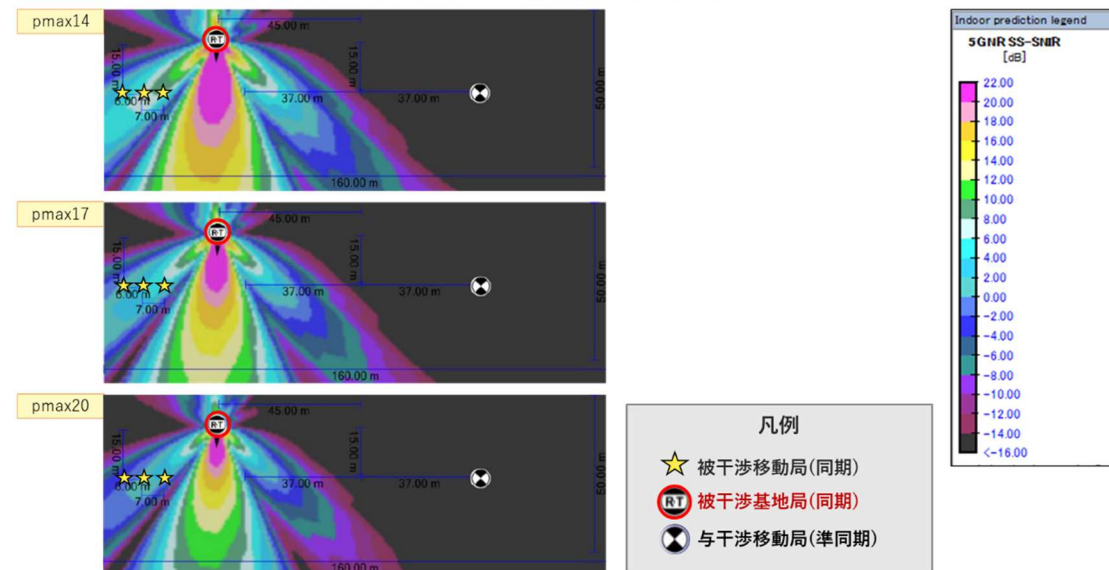 pmax14
45.00 m
RT
15.00 m
15.00 m
50.00 m
6.00 m
37.00 m
37.00 m
7.00 m
160.00 m
pmax17
45.00 m
RT
15.00 m
15.00 m
50.00 m
6.00 m
37.00 m
37.00 m
7.00 m
160.00 m
pmax20
45.00 m
RT
15.00 m
15.00 m
50.00 m
6.00 m
37.00 m
37.00 m
7.00 m
160.00 m
凡例
被干渉移動局(同期)
RT 被干渉基地局(同期)
与干渉移動局(準同期)
Indoor prediction legend
5GNR SS-SNIR
[dB]
22.00
20.00
18.00
16.00
14.00
12.00
10.00
8.00
6.00
4.00
2.00
0.00
-2.00
-4.00
-6.00
-8.00
-10.00
-12.00
-14.00
<-16.00